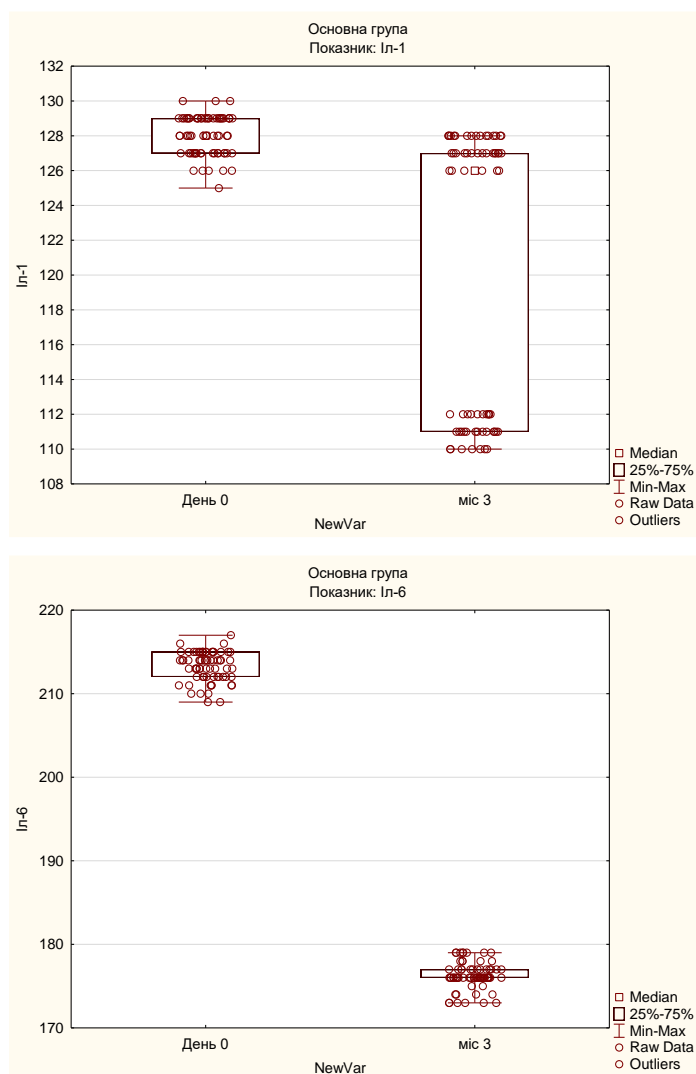 Основна група
Показник: Іл-1
132
130
128
126
124
122
120
118
116
114
112
110
108
Іл-1
День 0
міс 3
NewVar
Median
25%-75%
Min-Max
Raw Data
Outliers
Основна група
Показник: Іл-6
220
210
200
190
180
170
Іл-6
День 0
міс 3
NewVar
Median
25%-75%
Min-Max
Raw Data
Outliers